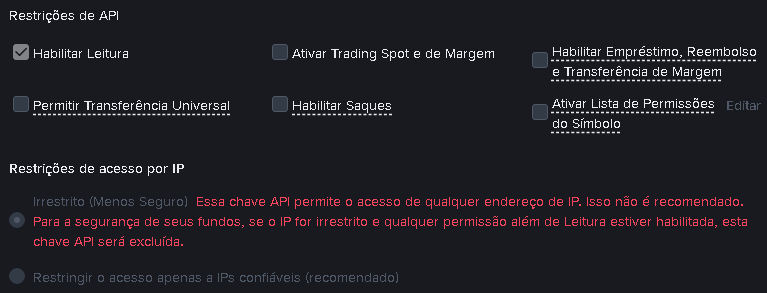 Restrições de API
Habilitar Leitura
Ativar Trading Spot e de Margem
Habilitar Empréstimo, Reembolso
e Transferência de Margem
Permitir Transferência Universal
Habilitar Saques
Ativar Lista de Permissões
do Símbolo
Editar
Restrições de acesso por IP
Irrestrito (Menos Seguro) Essa chave API permite o acesso de qualquer endereço de IP. Isso não é recomendado.
Para a segurança de seus fundos, se o IP for irrestrito e qualquer permissão além de Leitura estiver habilitada, esta
chave API será excluída.
Restringir o acesso apenas a IPs confiáveis (recomendado)